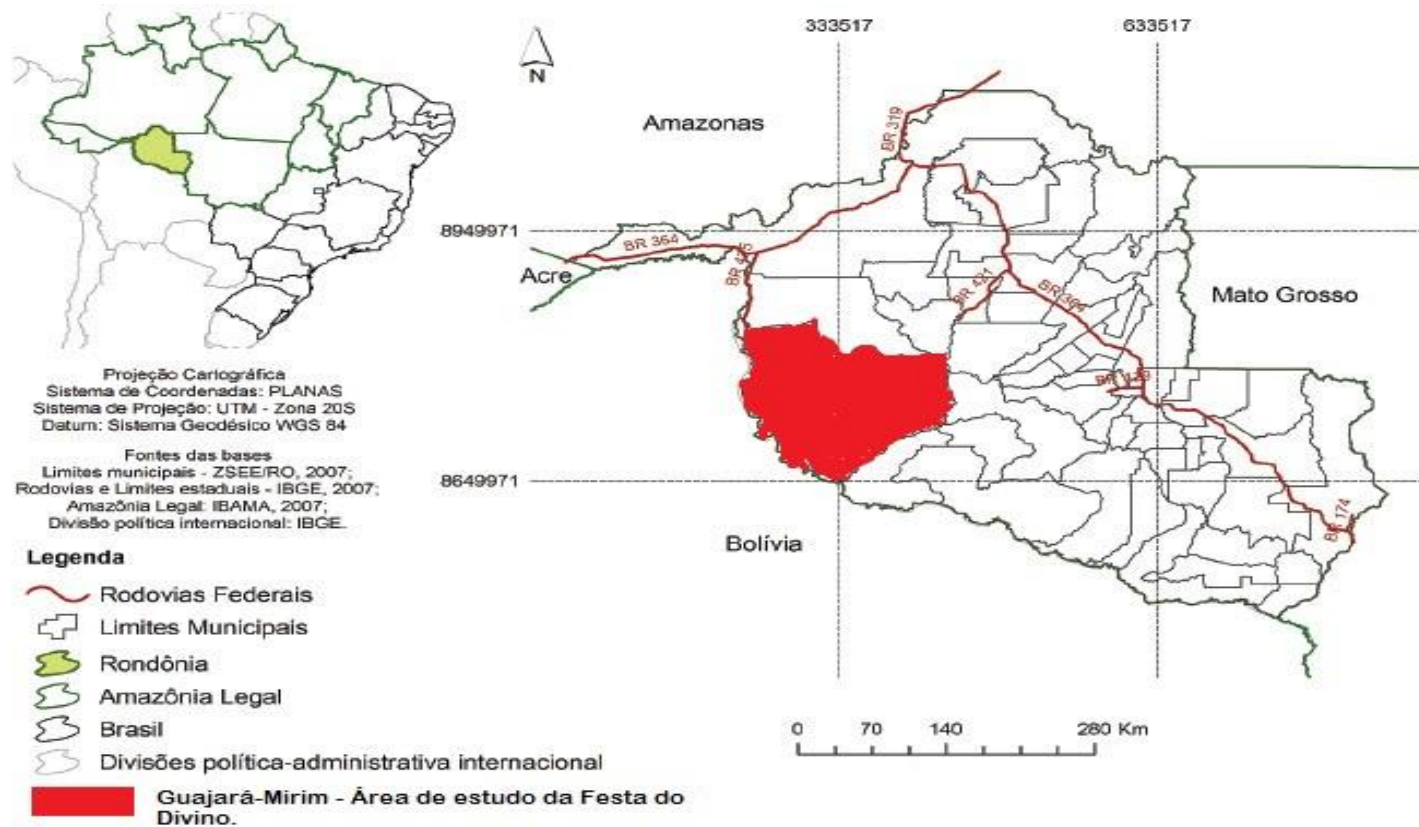 333517
633517
N
Amazonas
BR 319
8949971
BR 364
BR 425
Acre
BR 421
BR 364
Mato Grosso
Projeção Cartográfica
Sistema de Coordenadas: PLANAS
Sistema de Projeção: UTM - Zona 20S
Datum: Sistema Geodésico WGS 84
Fontes das bases
Limites municipais - ZSEE/RO, 2007;
Rodovias e Limites estaduais - IBGE, 2007;
Amazônia Legal: IBAMA, 2007;
Divisão política internacional: IBGE.
8649971
BR 174
Bolívia
Legenda
Rodovias Federais
Limites Municipais
Rondônia
Amazônia Legal
Brasil
Divisões política-administrativa internacional
0 70 140 280 Km
Guajará-Mirim - Área de estudo da Festa do
Divino.